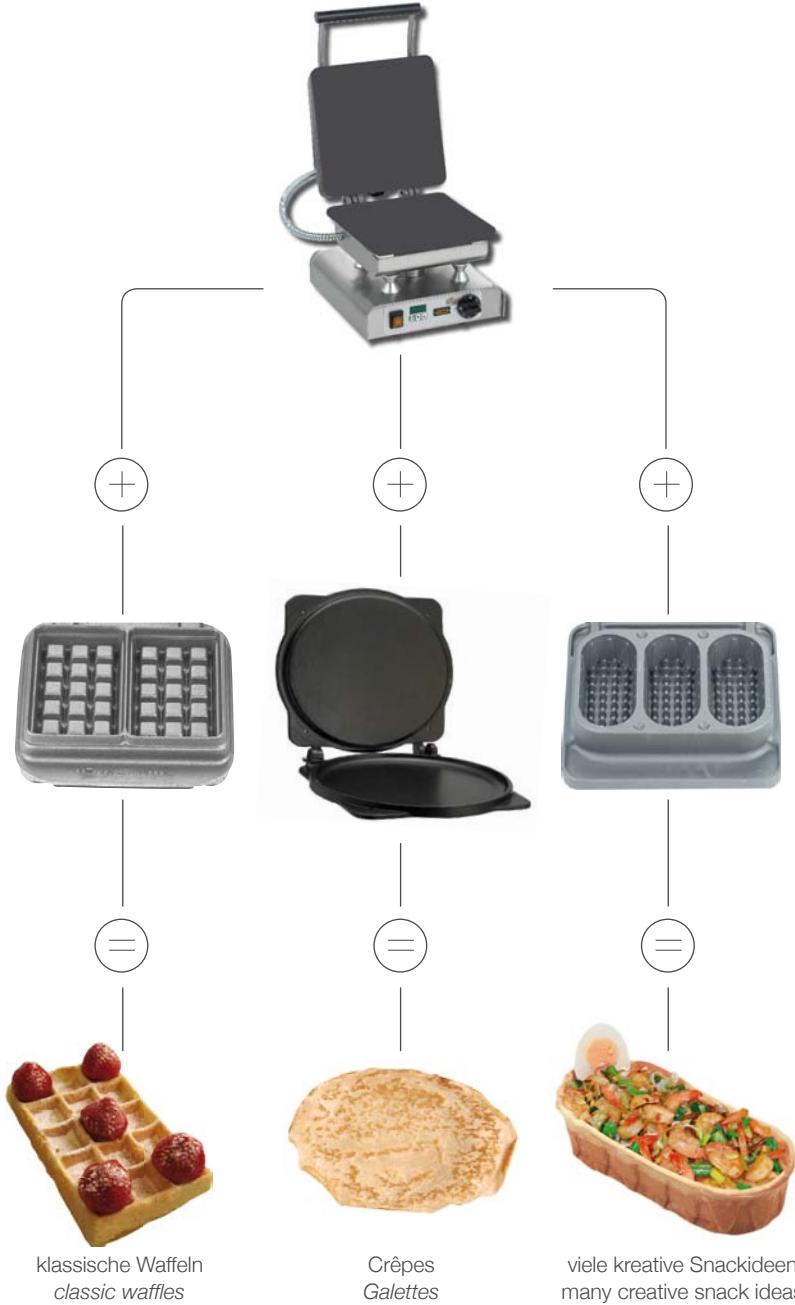 klassische Waffeln
classic waffles
Crêpes
Galettes
viele kreative Snackideen
many creative snack ideas